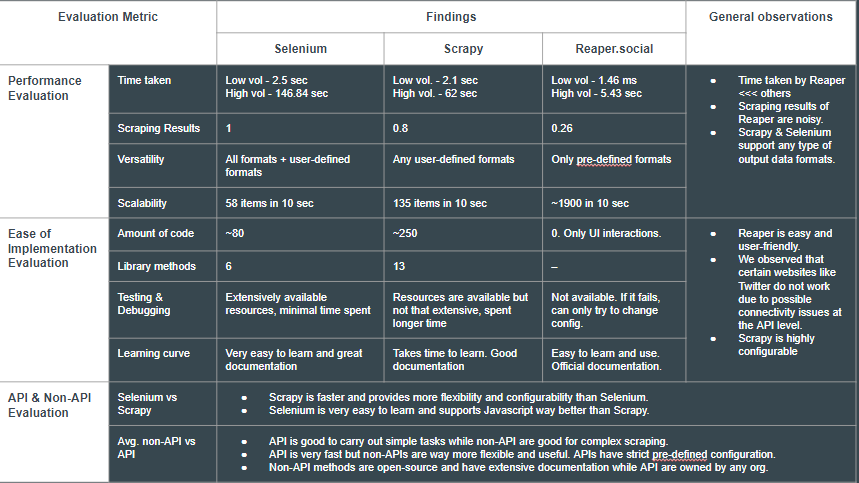 Evaluation Metric
Findings
General observations
Selenium
Scrapy
Reaper.social
Performance
Evaluation
Time taken
Low vol - 2.5 sec
High vol - 146.84 sec
Low vol. - 2.1 sec
High vol. - 62 sec
Low vol - 1.46 ms
High vol. - 5.43 sec
● Time taken by Reaper
<<< others
● Scraping results of
Reaper are noisy.
● Scrapy & Selenium
support any type of
output data formats.
Scraping Results
1
0.8
0.26
Versatility
All formats + user-defined
formats
Any user-defined formats
Only pre-defined formats
Scalability
58 items in 10 sec
135 items in 10 sec
~1900 in 10 sec
Ease of
Implementation
Evaluation
Amount of code
~80
~250
0. Only UI interactions.
● Reaper is easy and
user-friendly.
● We observed that
certain websites like
Twitter do not work
due to possible
connectivity issues at
the API level.
● Scrapy is highly
configurable
Library methods
6
13
–
Testing &
Debugging
Extensively available
resources, minimal time spent
Resources are available but
not that extensive, spent
longer time
Not available. If it fails,
can only try to change
config.
Learning curve
Very easy to learn and great
documentation
Takes time to learn. Good
documentation
Easy to learn and use.
Official documentation.
API & Non-API
Evaluation
Selenium vs
Scrapy
● Scrapy is faster and provides more flexibility and configurability than Selenium.
● Selenium is very easy to learn and supports Javascript way better than Scrapy.
Avg. non-API vs
API
● API is good to carry out simple tasks while non-API are good for complex scraping.
● API is very fast but non-APIs are way more flexible and useful. APIs have strict pre-defined configuration.
● Non-API methods are open-source and have extensive documentation while API are owned by any org.